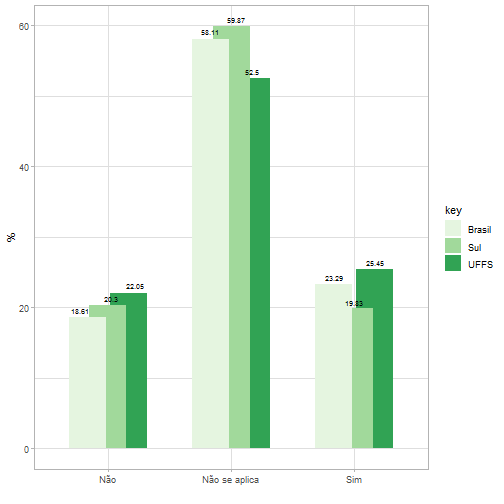 60
40
20
0
%
18.61
20.3
22.05
58.11
59.87
52.5
23.29
19.83
25.45
Não
Não se aplica
Sim
key
Brasil
Sul
UFFS